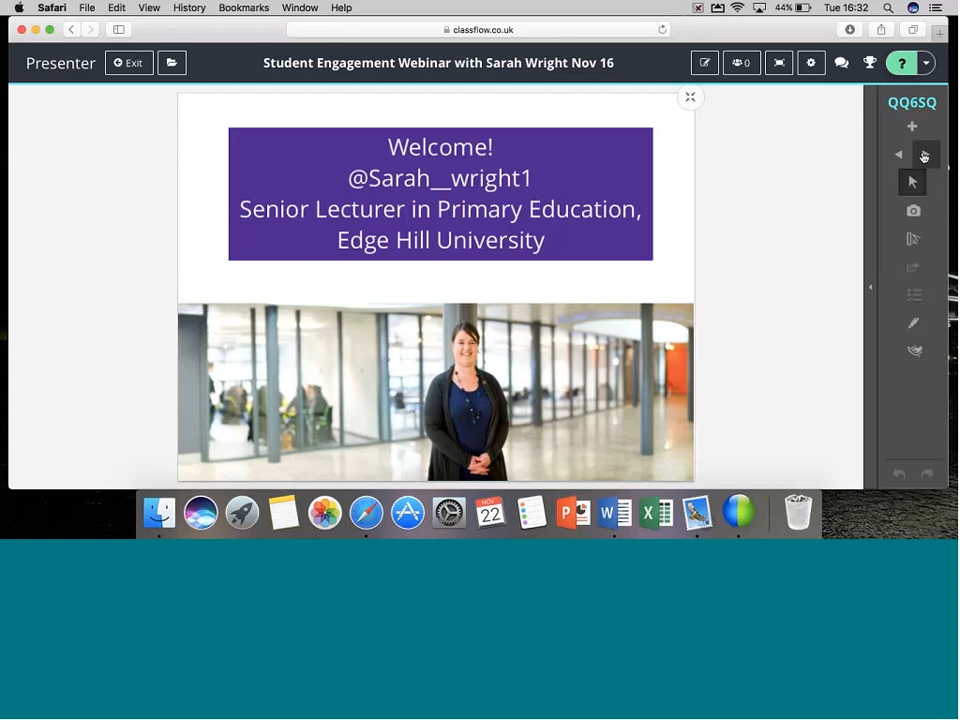 Safari File Edit View History Bookmarks Window Help 44% Tue 16:32
classflow.co.uk
Presenter Exit Student Engagement Webinar with Sarah Wright Nov 16 0 ?
QQ6SQ
Welcome!
@Sarah__wright1
Senior Lecturer in Primary Education,
Edge Hill University
NOV
22